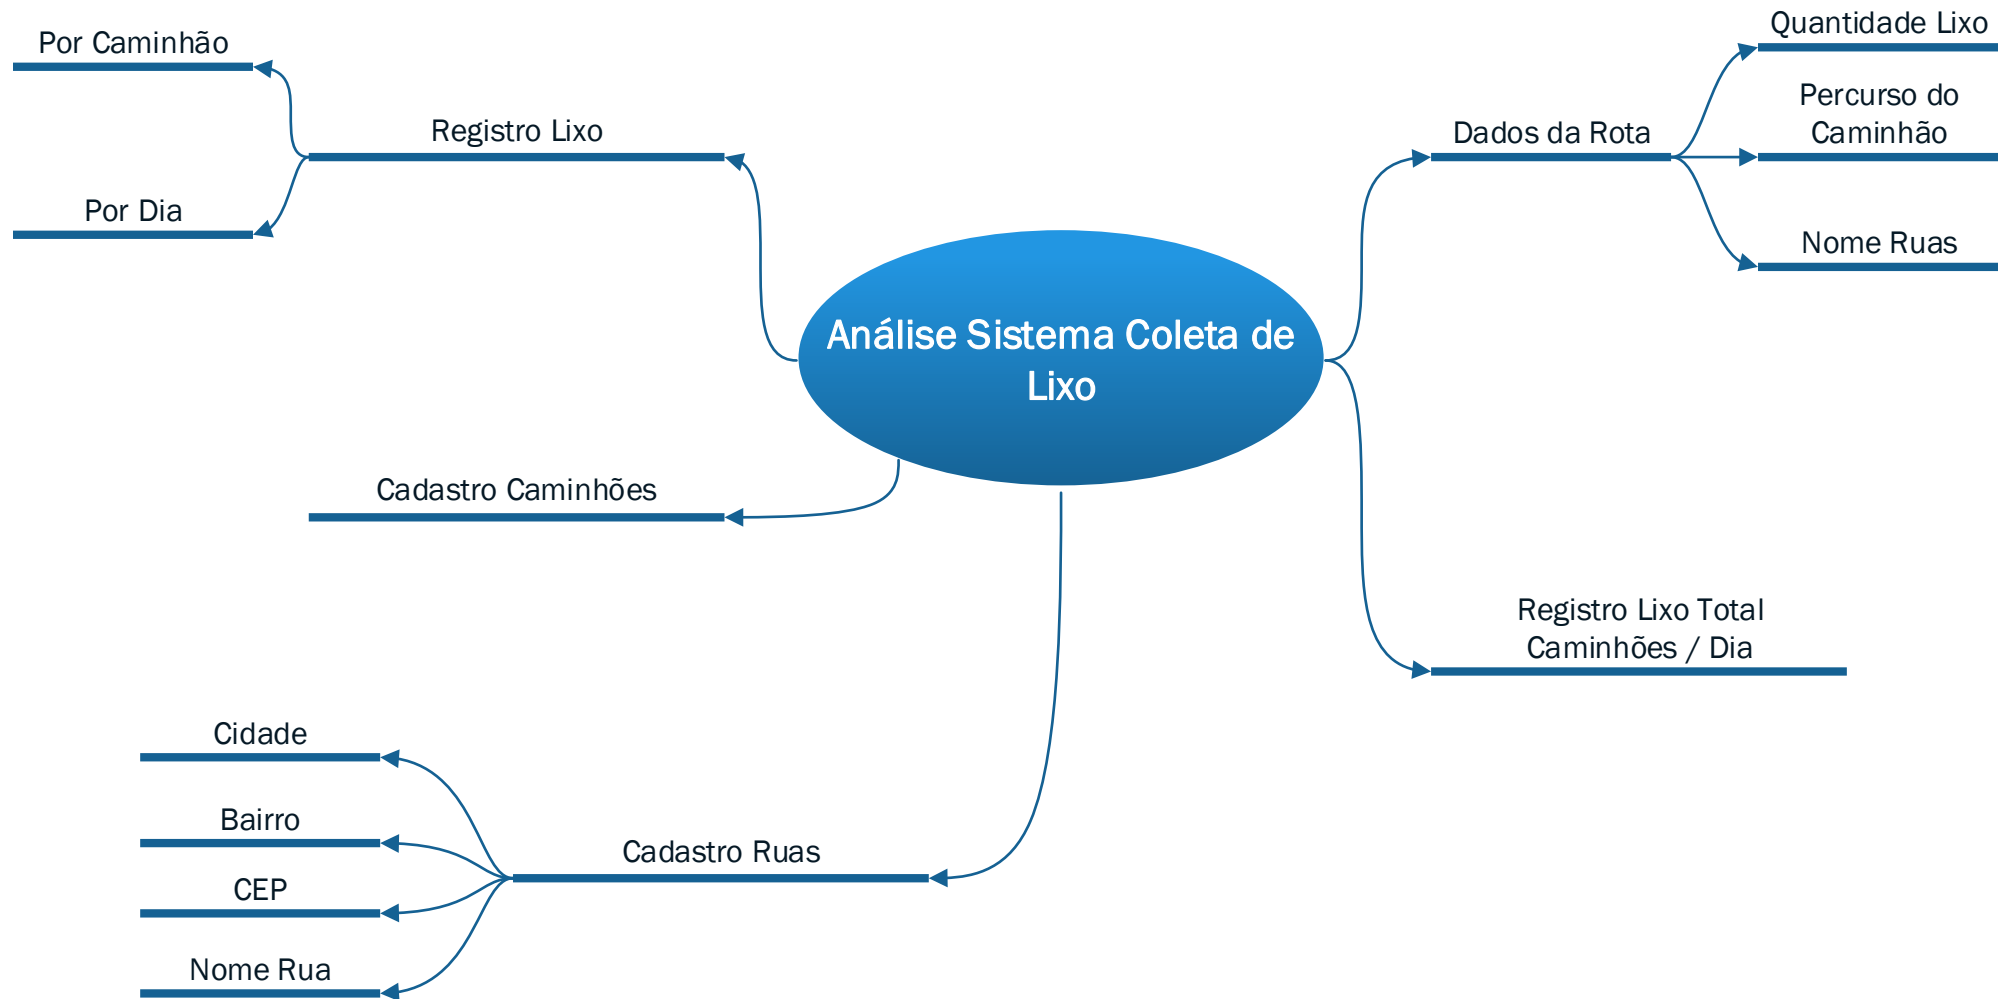 Por Caminhão
Registro Lixo
Por Dia
Quantidade Lixo
Percurso do
Caminhão
Dados da Rota
Nome Ruas
Análise Sistema Coleta de
Lixo
Cadastro Caminhões
Registro Lixo Total
Caminhões / Dia
Cadastro Ruas
Cidade
Bairro
CEP
Nome Rua